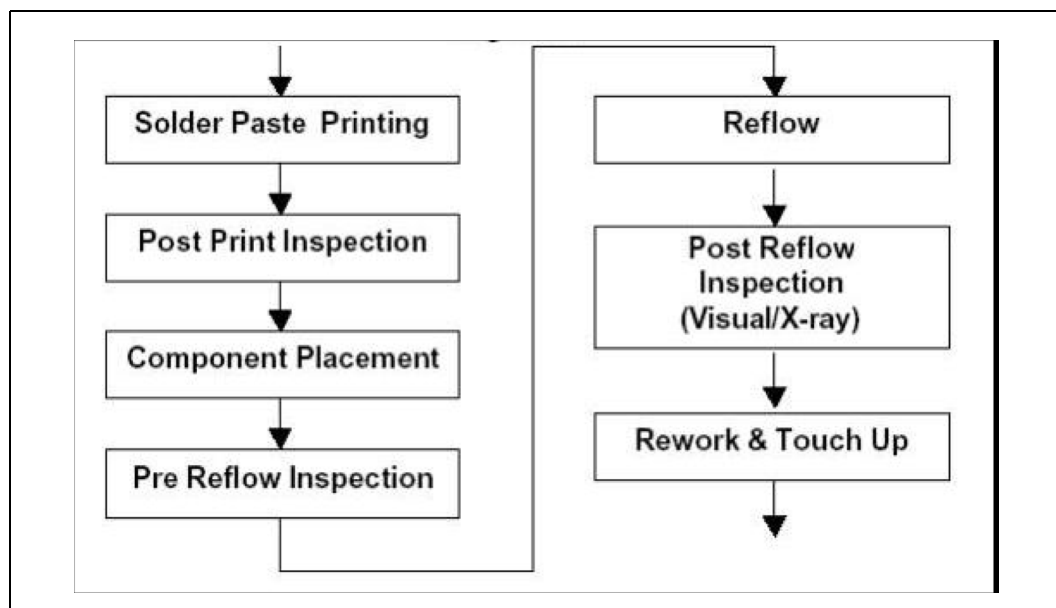 Solder Paste Printing
Post Print Inspection
Component Placement
Pre Reflow Inspection
Reflow
Post Reflow
Inspection
(Visual/X-ray)
Rework & Touch Up